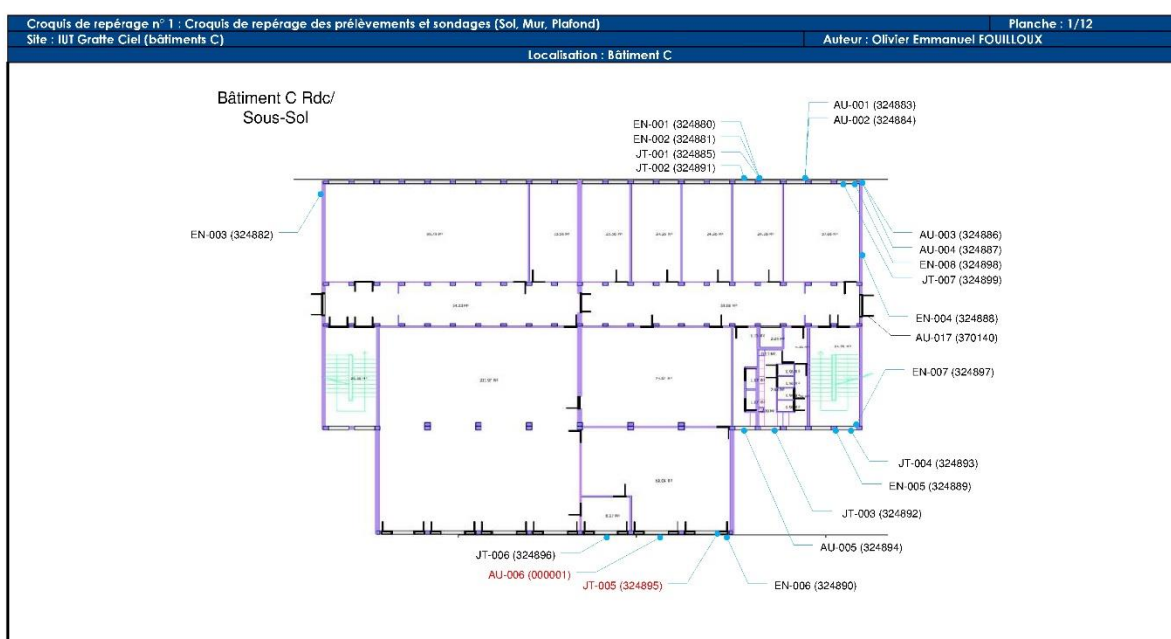 Croquis de repérage n° 1 : Croquis de repérage des prélèvements et sondages (Sol, Mur, Plafond)
Planche : 1/12
Site : IUT Gratte Ciel (bâtiments C)
Auteur : Olivier Emmanuel FOUILLOUX
Localisation : Bâtiment C
Bâtiment C Rdc/
Sous-Sol
AU-001 (324883)
AU-002 (324884)
EN-001 (324880)
EN-002 (324881)
JT-001 (324885)
JT-002 (324891)
EN-003 (324882)
AU-003 (324886)
AU-004 (324887)
EN-008 (324898)
JT-007 (324899)
EN-004 (324888)
AU-017 (370140)
EN-007 (324897)
JT-004 (324893)
EN-005 (324889)
JT-003 (324892)
AU-005 (324894)
JT-006 (324896)
AU-006 (000001)
JT-005 (324895)
EN-006 (324890)